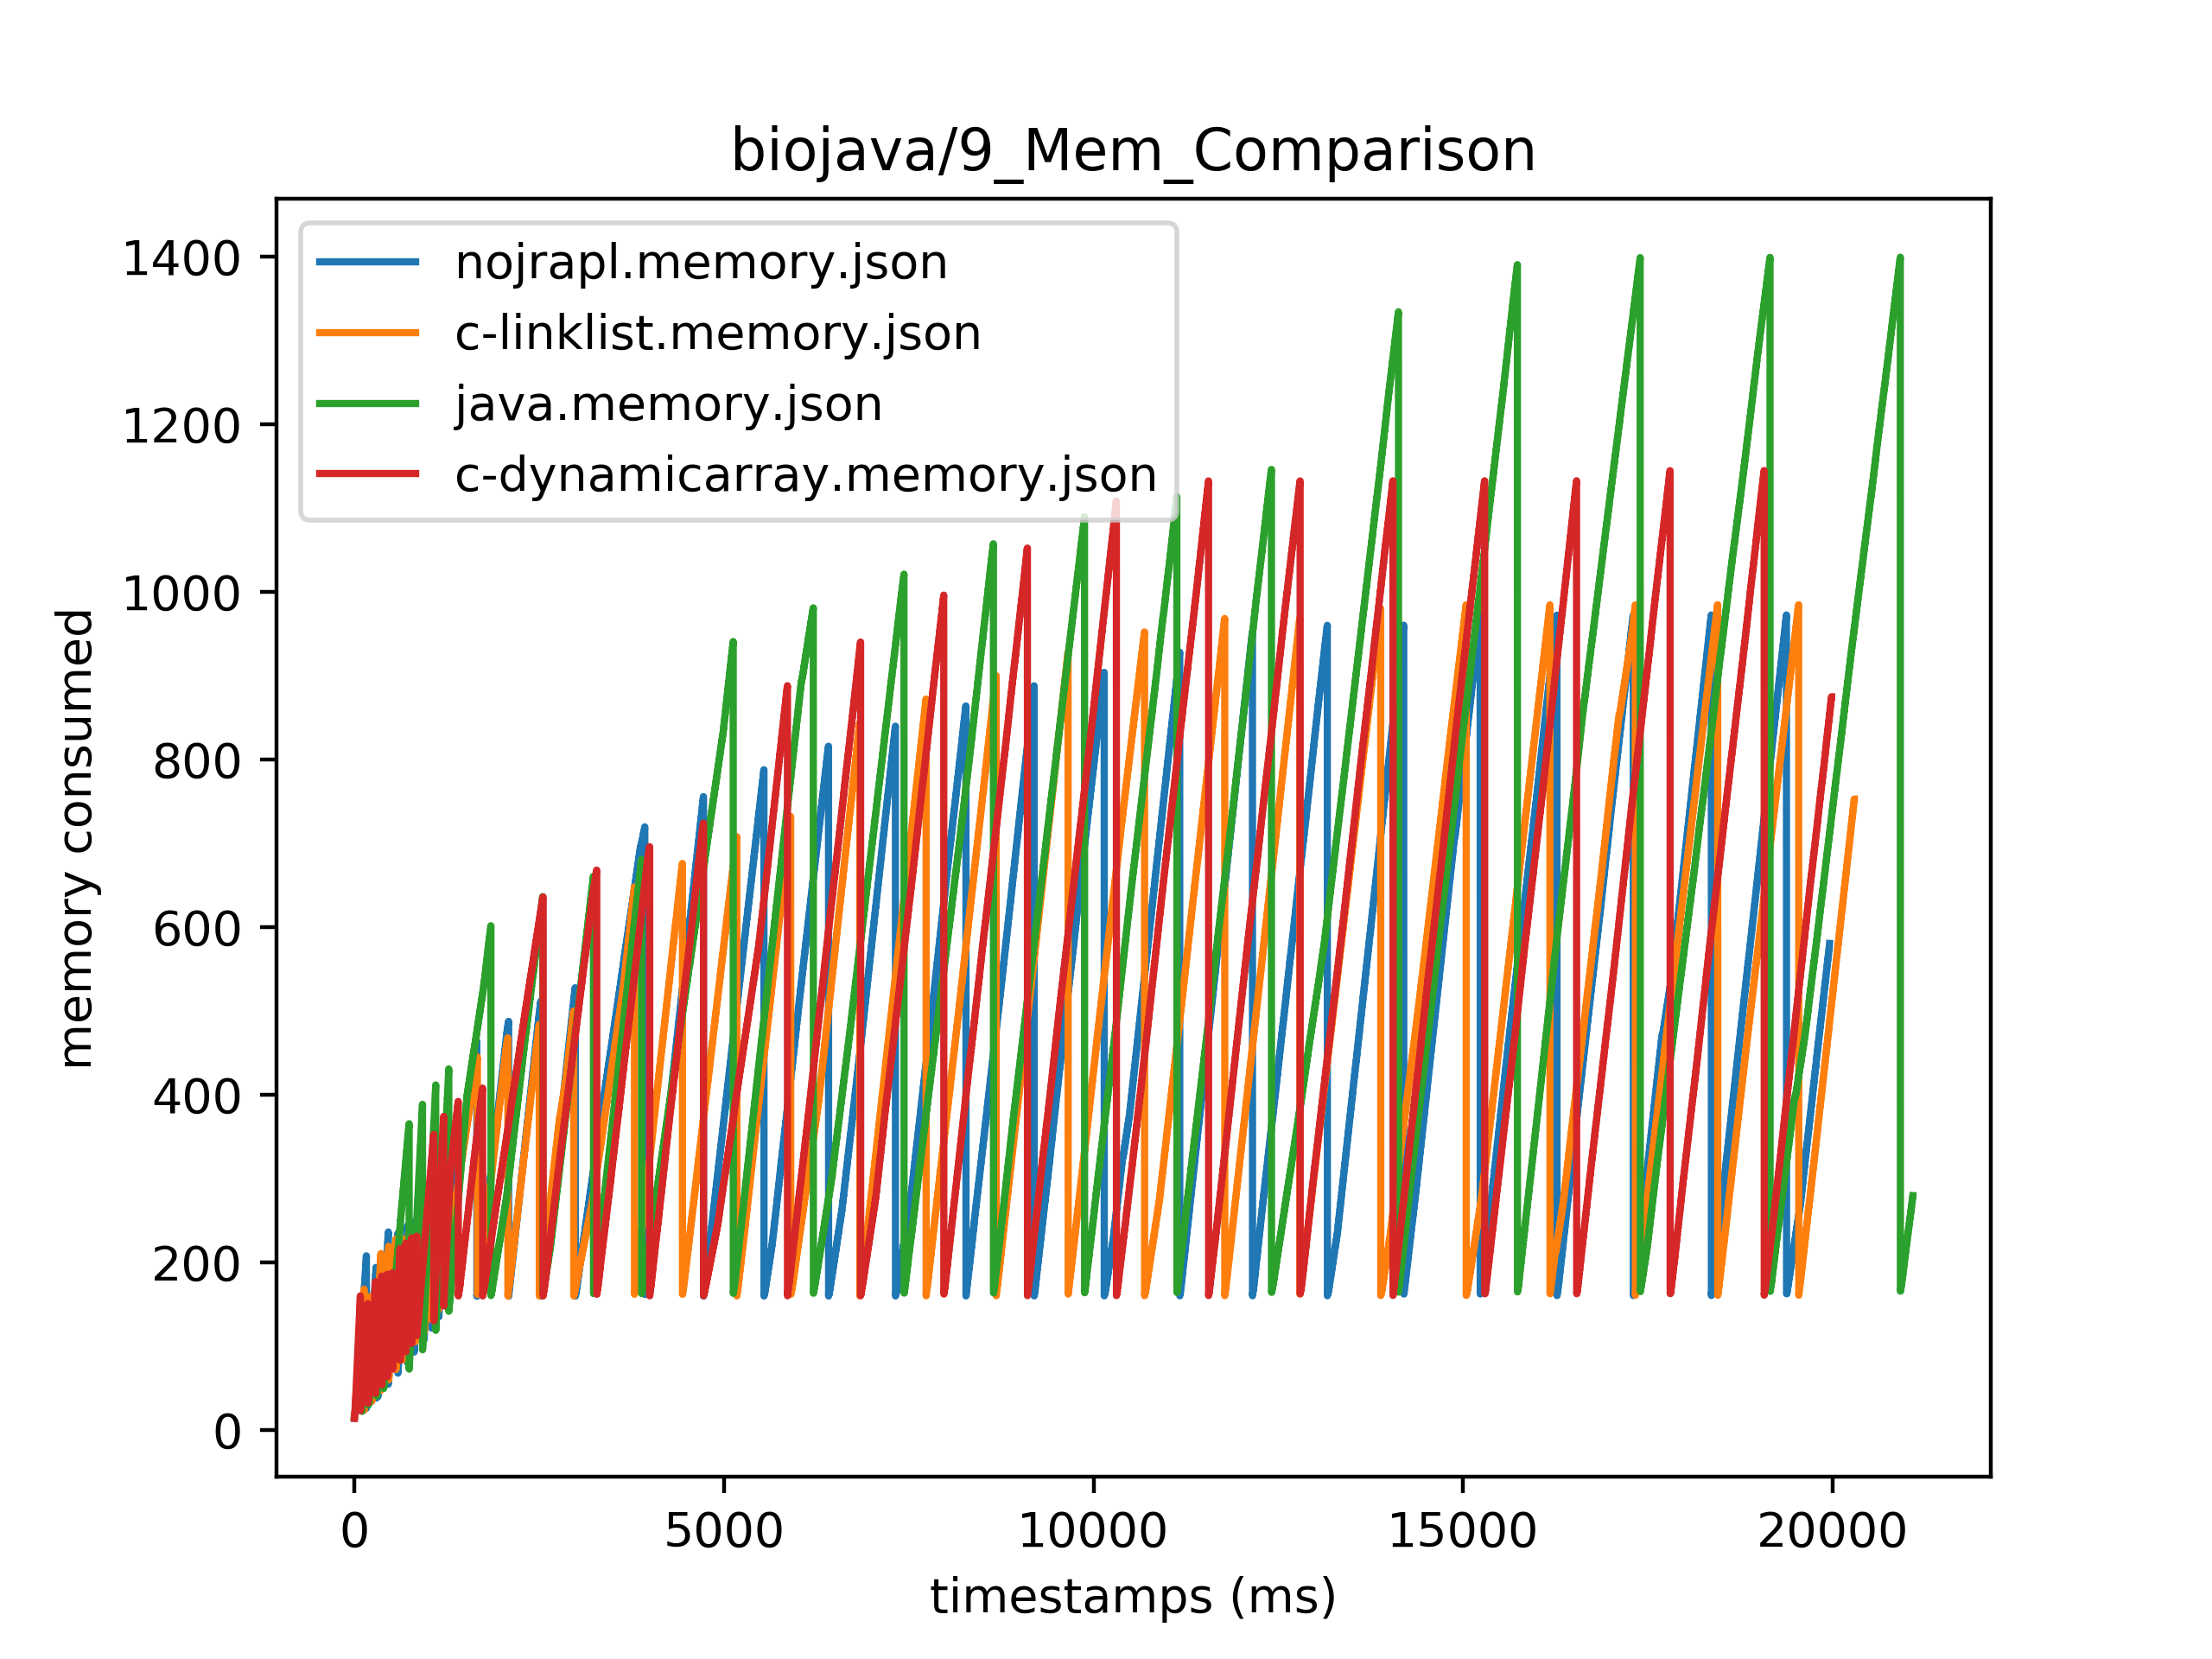 biojava/9_Mem_Comparison
nojrapl.memory.json
c-linklist.memory.json
java.memory.json
c-dynamicarray.memory.json
memory consumed
1400
1200
1000
800
600
400
200
0
0 5000 10000 15000 20000
timestamps (ms)